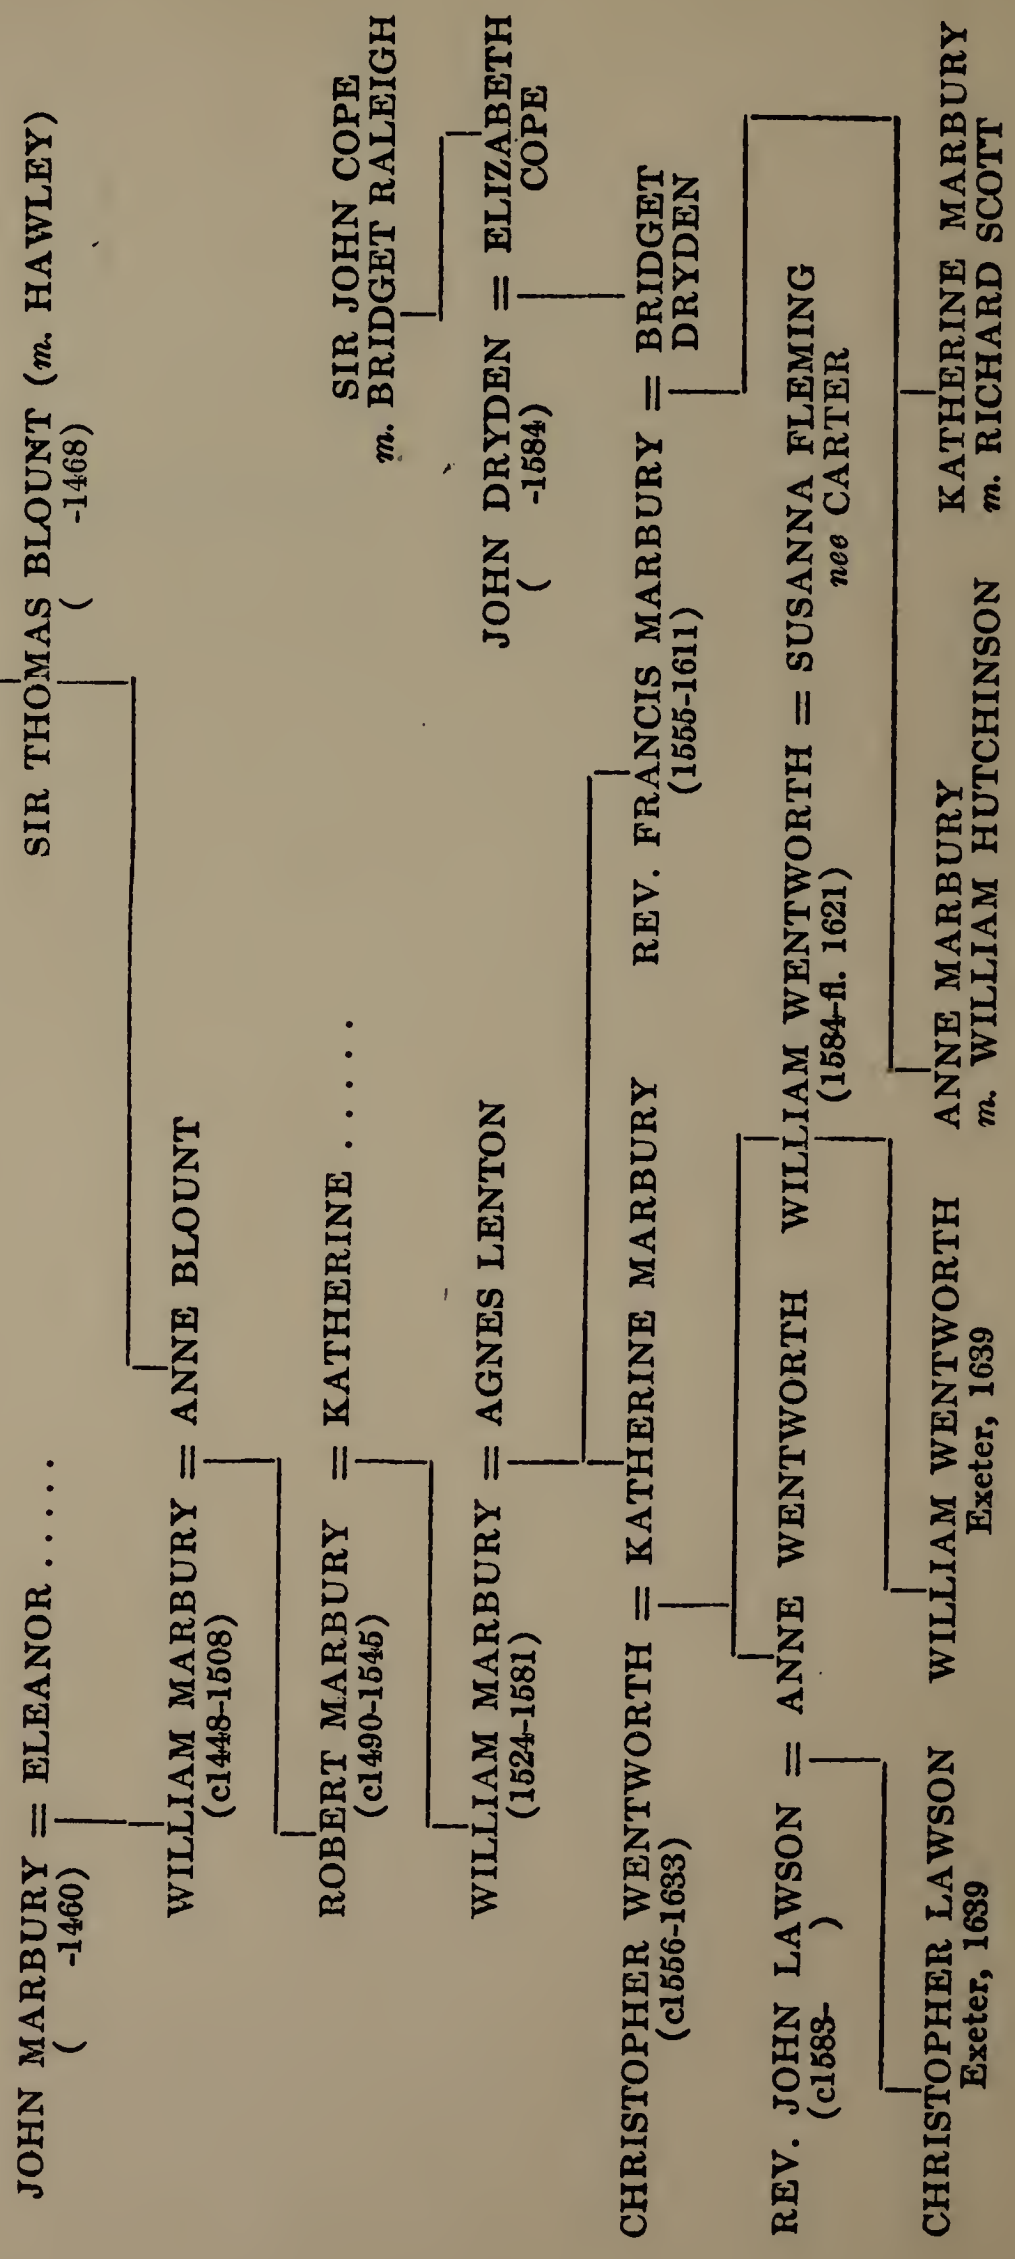 JOHN MARBURY = ELEANOR . . . . .
( -1460)
SIR THOMAS BLOUNT (m. HAWLEY)
( -1468)
WILLIAM MARBURY = ANNE BLOUNT
(c1448-1508)
ROBERT MARBURY = KATHERINE . . . . . .
(c1490-1545)
SIR JOHN COPE
m. BRIDGET RALEIGH
WILLIAM MARBURY = AGNES LENTON
(1524-1581)
JOHN DRYDEN = ELIZABETH
( -1584) COPE
CHRISTOPHER WENTWORTH = KATHERINE MARBURY
(c1556-1633)
REV. FRANCIS MARBURY = BRIDGET
(1555-1611) DRYDEN
REV. JOHN LAWSON = ANNE WENTWORTH
(c1583- )
WILLIAM WENTWORTH = SUSANNA FLEMING
(1584-fl. 1621) nee CARTER
CHRISTOPHER LAWSON
Exeter, 1639
WILLIAM WENTWORTH
Exeter, 1639
ANNE MARBURY
m. WILLIAM HUTCHINSON
KATHERINE MARBURY
m. RICHARD SCOTT